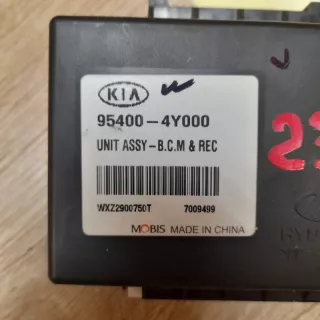 KIA
95400-4Y000
UNIT ASSY-B.C.M & REC
WXZ2900750T 7009499
MOBIS MADE IN CHINA